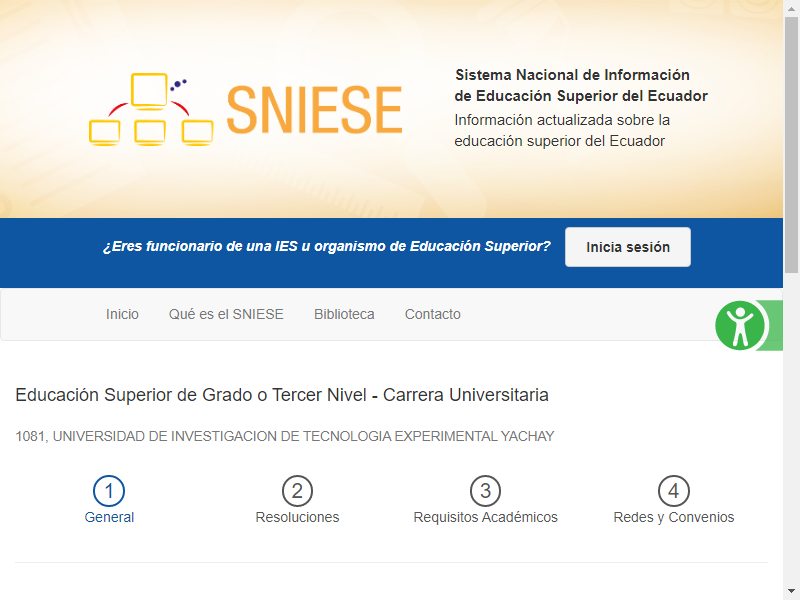 SNIESE
Sistema Nacional de Información
de Educación Superior del Ecuador
Información actualizada sobre la
educación superior del Ecuador
¿Eres funcionario de una IES u organismo de Educación Superior?
Inicia sesión
Inicio
Qué es el SNIESE
Biblioteca
Contacto
Educación Superior de Grado o Tercer Nivel - Carrera Universitaria
1081, UNIVERSIDAD DE INVESTIGACION DE TECNOLOGIA EXPERIMENTAL YACHAY
1
General
2
Resoluciones
3
Requisitos Académicos
4
Redes y Convenios